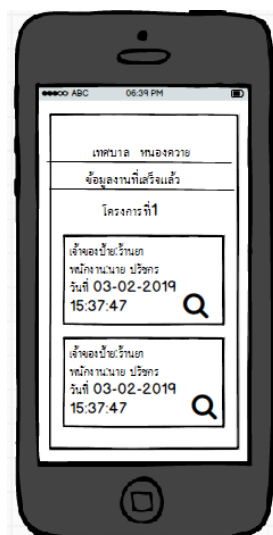 ABC 06:39 PM
เทศบาล หนองควาย
ข้อมูลงานที่เสร็จแล้ว
โครงการที่1
เจ้าของป้าย:ร้านยา
พนักงาน:นาย ปริชกร
วันที่ 03-02-2019
15:37:47
เจ้าของป้าย:ร้านยา
พนักงาน:นาย ปริชกร
วันที่ 03-02-2019
15:37:47